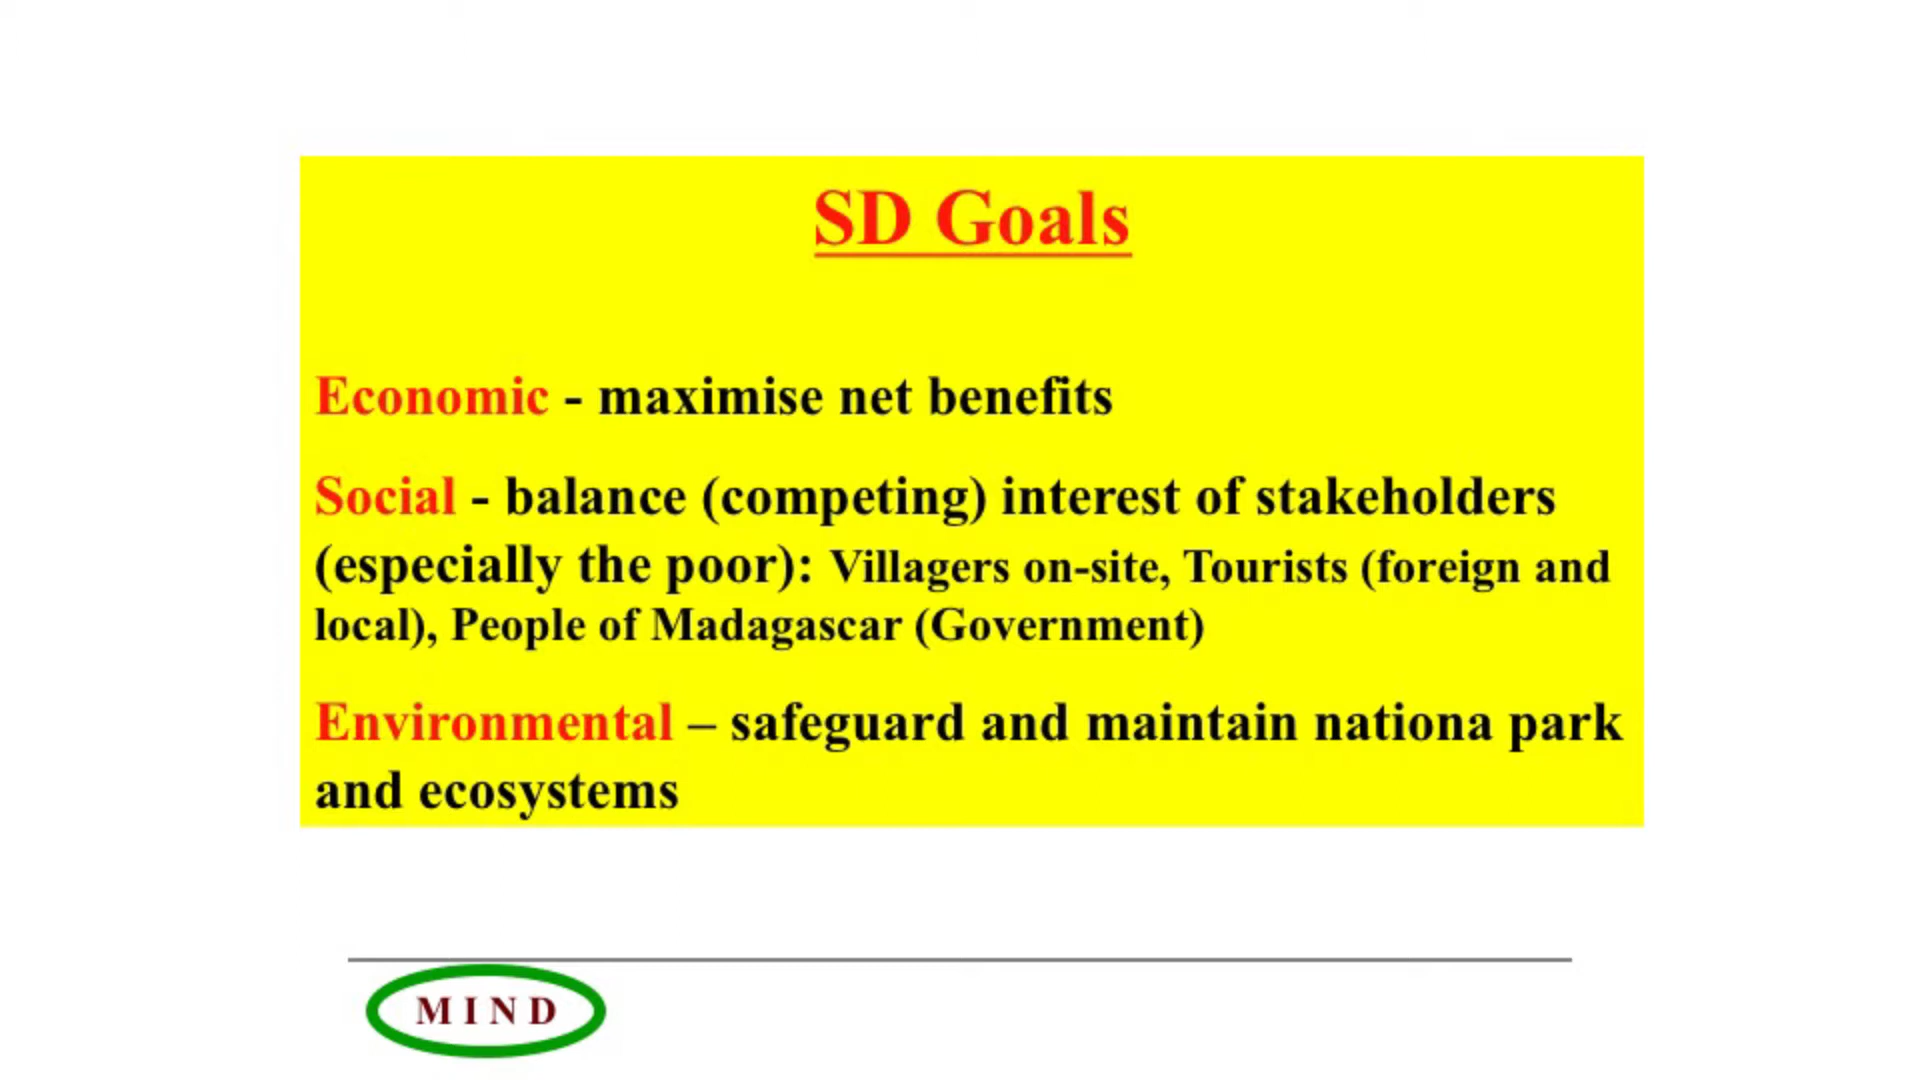 SD Goals
Economic - maximise net benefits
Social - balance (competing) interest of stakeholders
(especially the poor): Villagers on-site, Tourists (foreign and
local), People of Madagascar (Government)
Environmental – safeguard and maintain nationa park
and ecosystems
M I N D